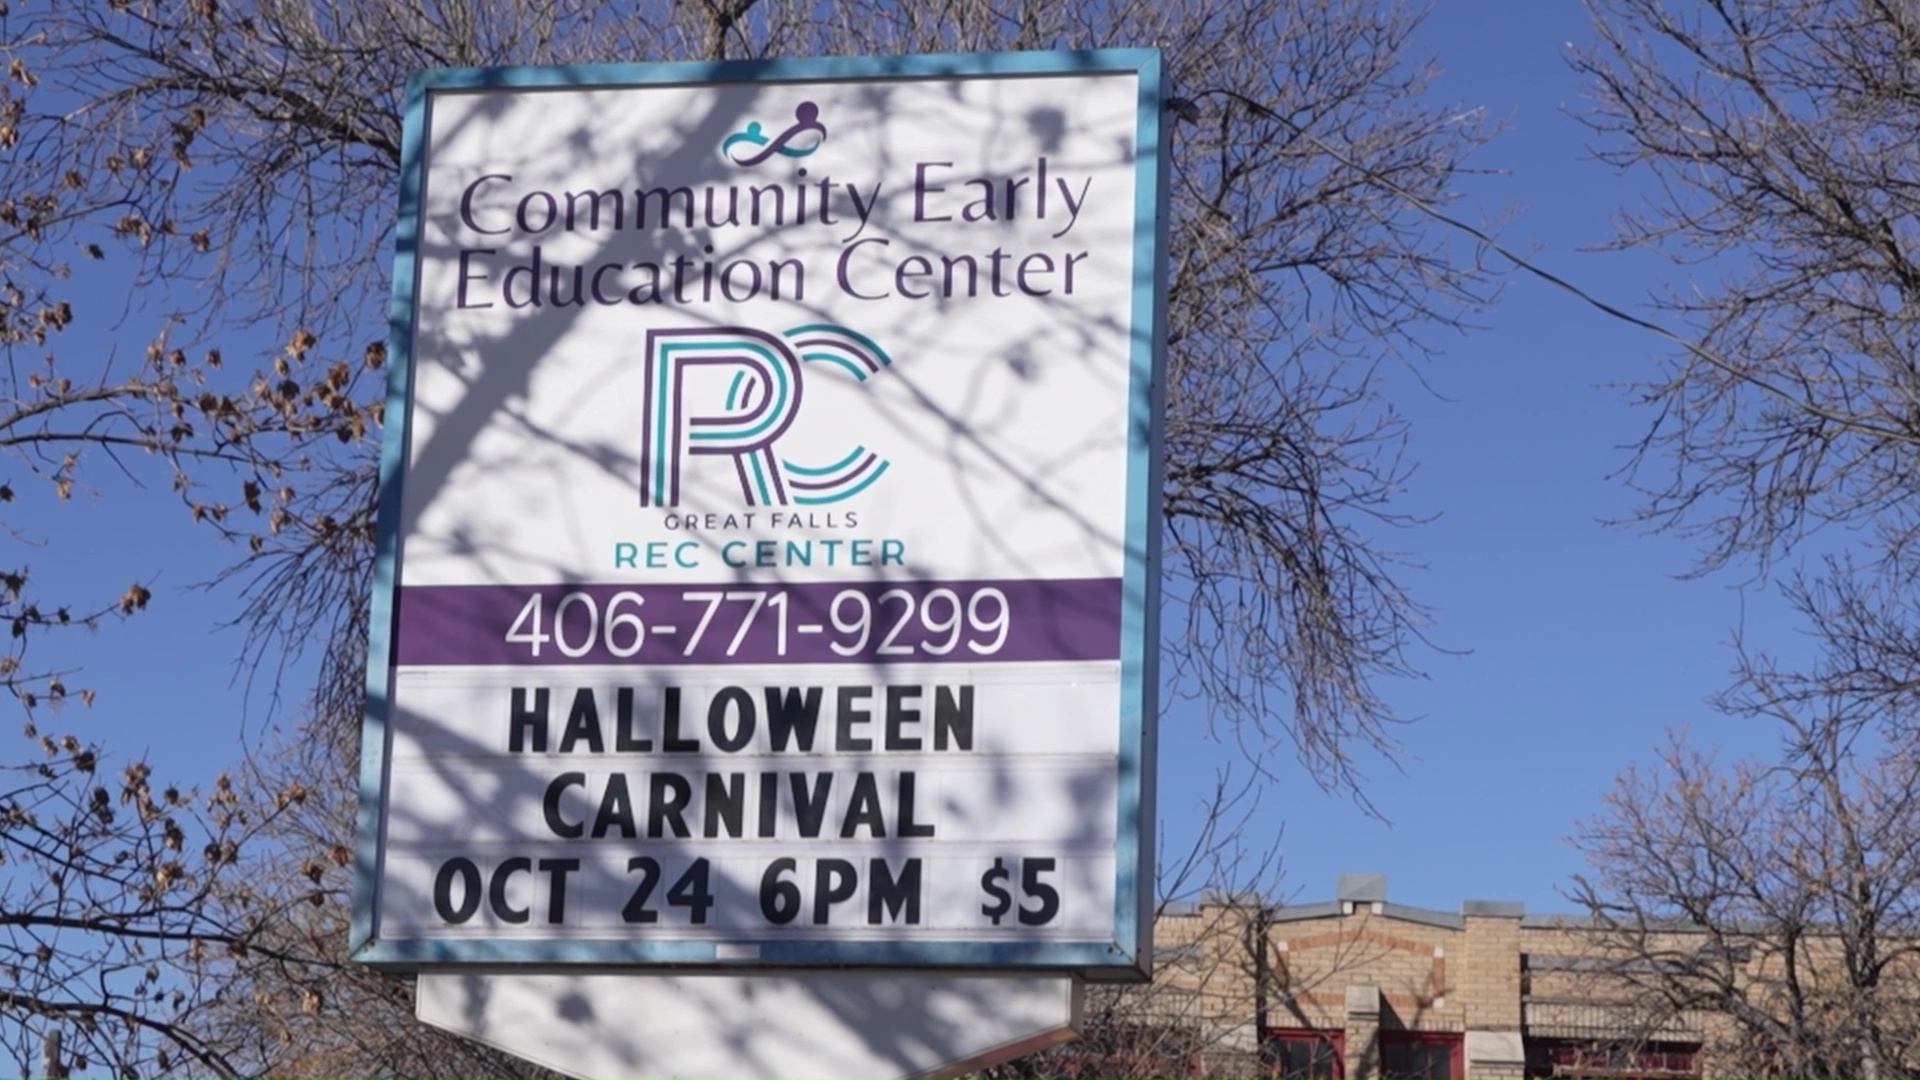 Community Early
Education Center
RC
GREAT FALLS
REC CENTER
406-771-9299
HALLOWEEN
CARNIVAL
OCT 24 6PM $5